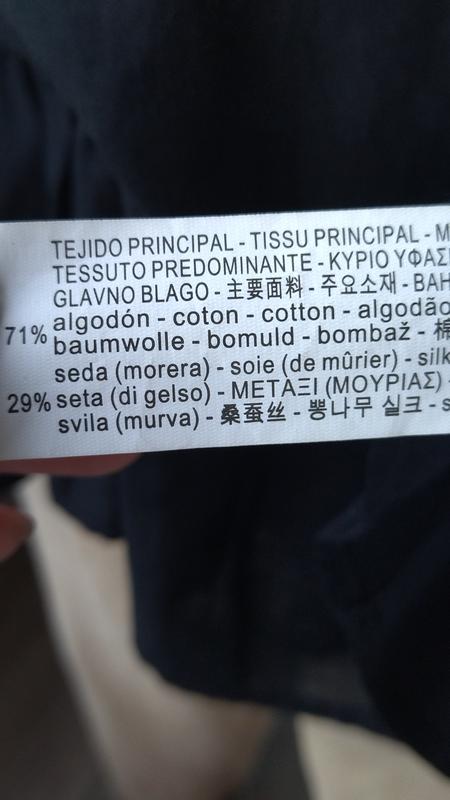 TEJIDO PRINCIPAL - TISSU PRINCIPAL -
TESSUTO PREDOMINANTE - ΚΥΡΙΟ
GLAVNO BLAGO - 主要面料 - 주요소재 -
71% algodón - coton - cotton - algodão
baumwolle - bomuld - bombaž - 棉
seda (morera) - soie (de mûrier) - silk
29% seta (di gelso) - ΜΕΤΑΞΙ (ΜΟΥΡΙΑΣ) -
svila (murva) - 桑蚕丝 - 뽕나무 실크 -